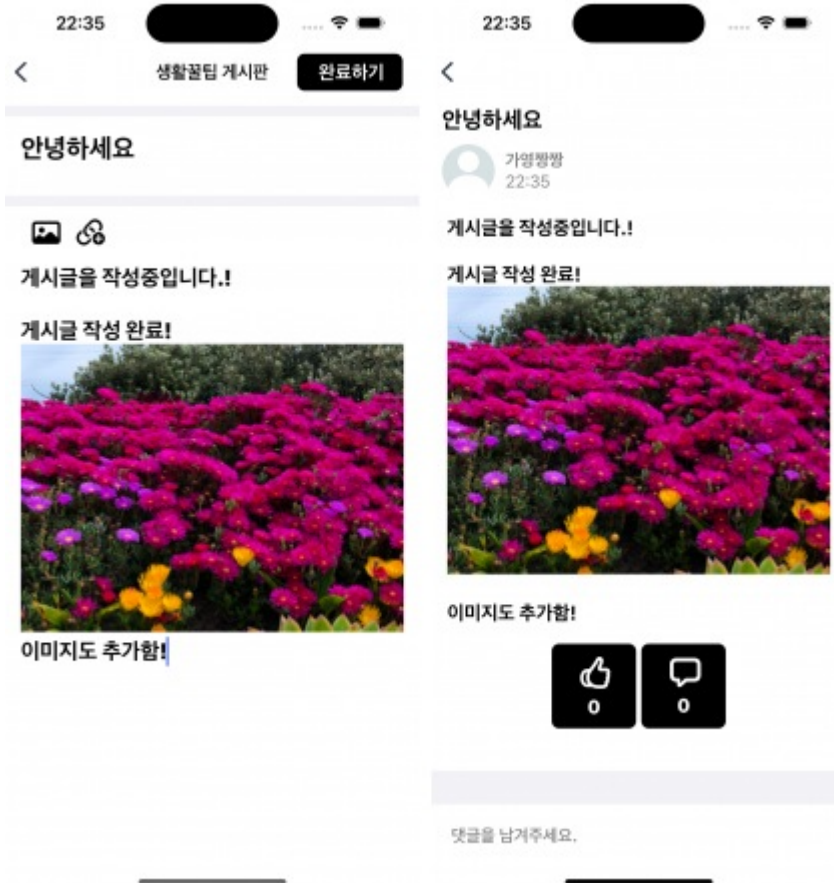 22:35
생활꿀팁 게시판
완료하기
안녕하세요
게시글을 작성중입니다.!
게시글 작성 완료!
이미지도 추가함!
22:35
안녕하세요
가영짱짱
22:35
게시글을 작성중입니다.!
게시글 작성 완료!
이미지도 추가함!
0
0
댓글을 남겨주세요.